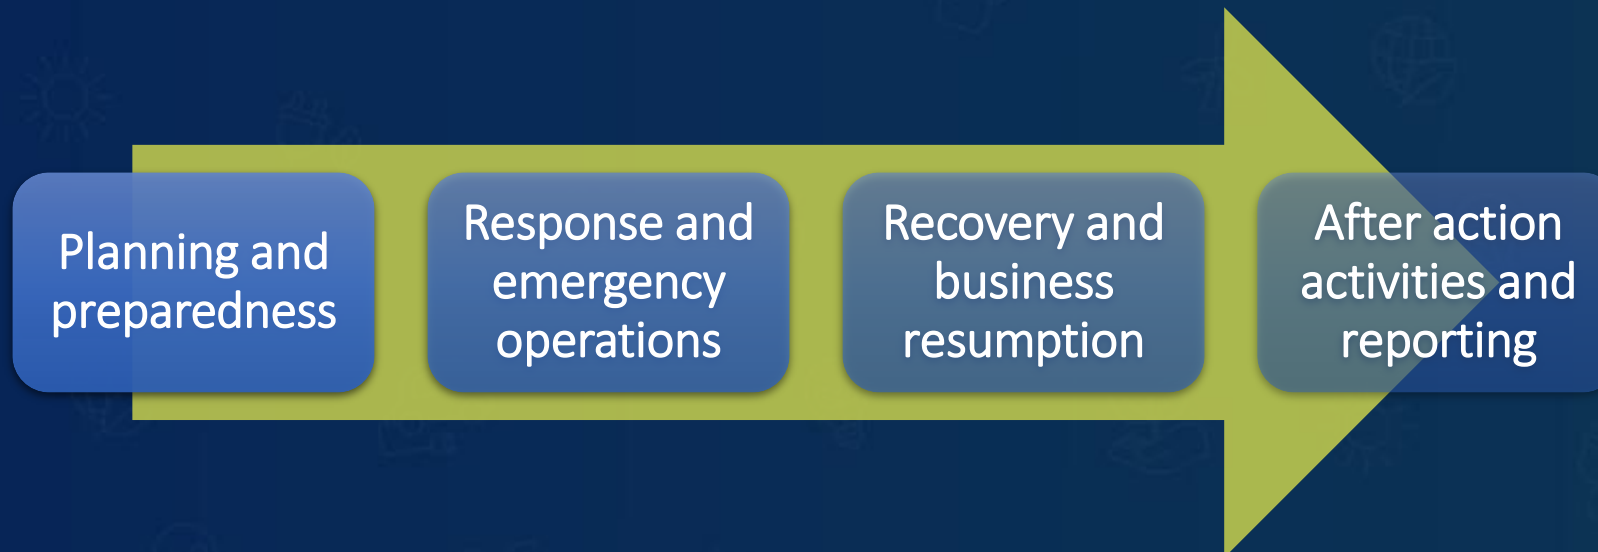 Planning and
preparedness
Response and
emergency
operations
Recovery and
business
resumption
After action
activities and
reporting